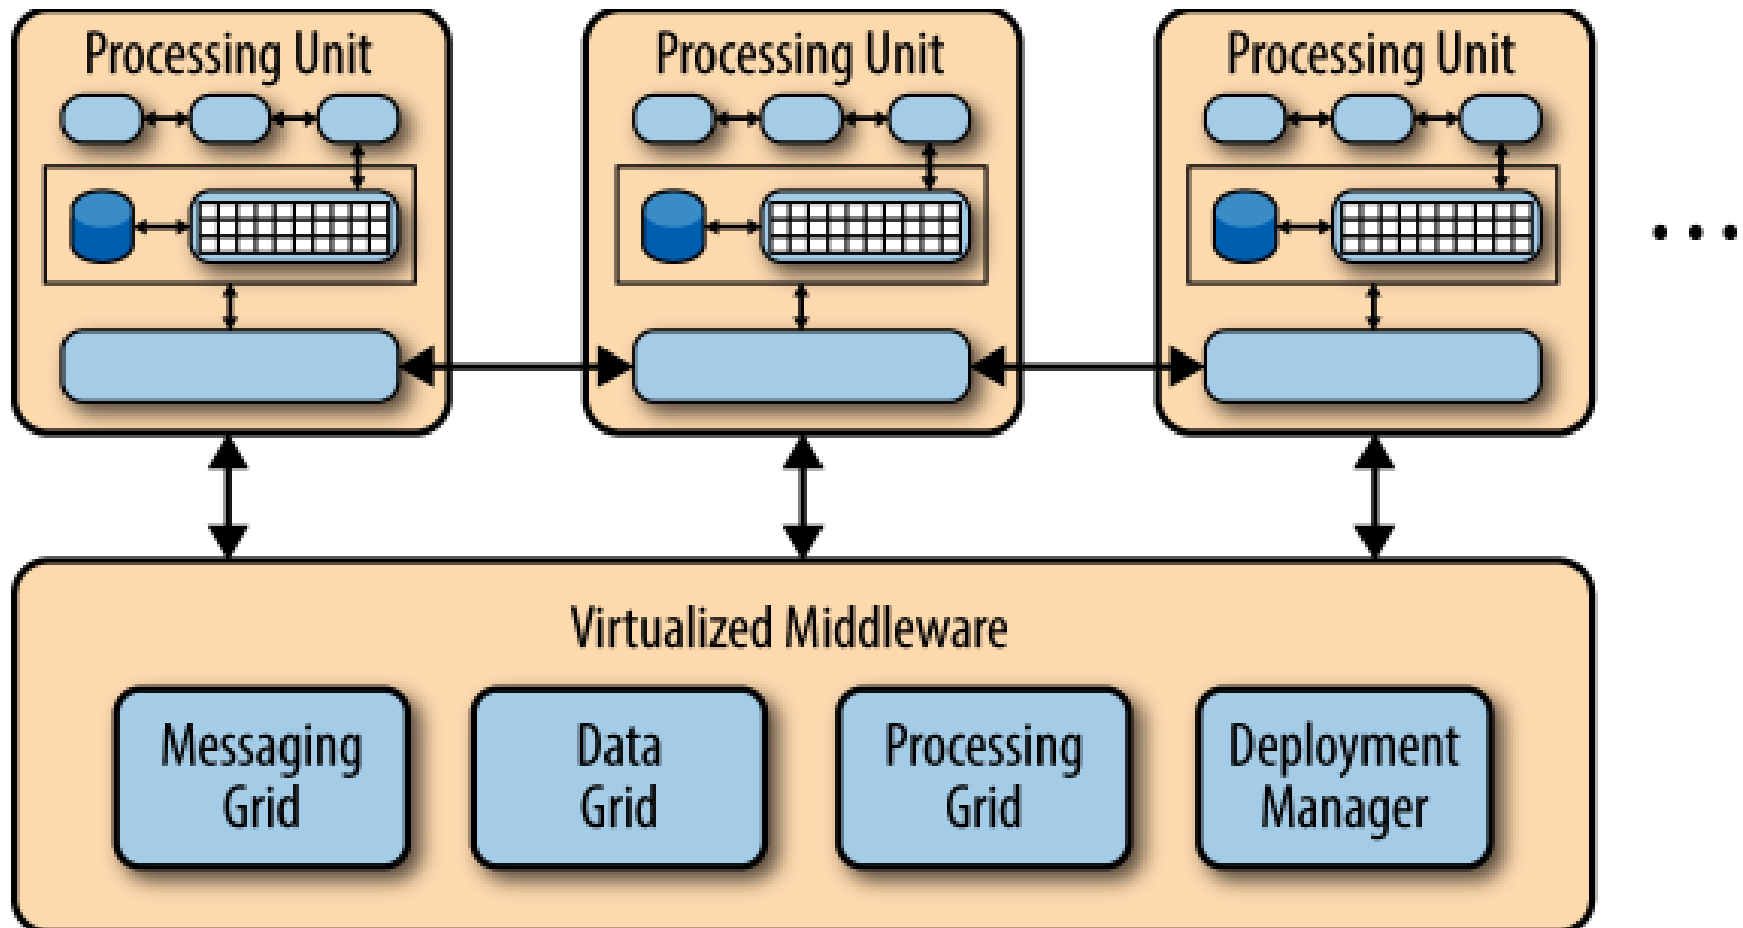 Processing Unit
Processing Unit
Processing Unit
...
Virtualized Middleware
Messaging
Grid
Data
Grid
Processing
Grid
Deployment
Manager